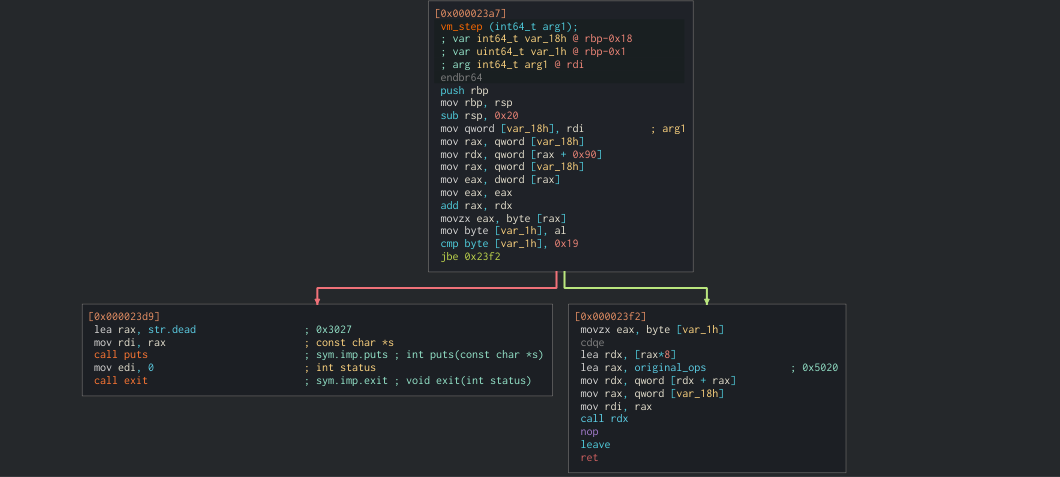 [0x000023a7]
vm_step (int64_t arg1);
; var int64_t var_18h @ rbp-0x18
; var uint64_t var_1h @ rbp-0x1
; arg int64_t arg1 @ rdi
endbr64
push rbp
mov rbp, rsp
sub rsp, 0x20
mov qword [var_18h], rdi ; arg1
mov rax, qword [var_18h]
mov rdx, qword [rax + 0x90]
mov rax, qword [var_18h]
mov eax, dword [rax]
mov eax, eax
add rax, rdx
movzx eax, byte [rax]
mov byte [var_1h], al
cmp byte [var_1h], 0x19
jbe 0x23f2
[0x000023d9]
lea rax, str.dead ; 0x3027
mov rdi, rax ; const char *s
call puts ; sym.imp.puts ; int puts(const char *s)
mov edi, 0 ; int status
call exit ; sym.imp.exit ; void exit(int status)
[0x000023f2]
movzx eax, byte [var_1h]
cdqe
lea rdx, [rax*8]
lea rax, original_ops ; 0x5020
mov rdx, qword [rdx + rax]
mov rax, qword [var_18h]
mov rdi, rax
call rdx
nop
leave
ret